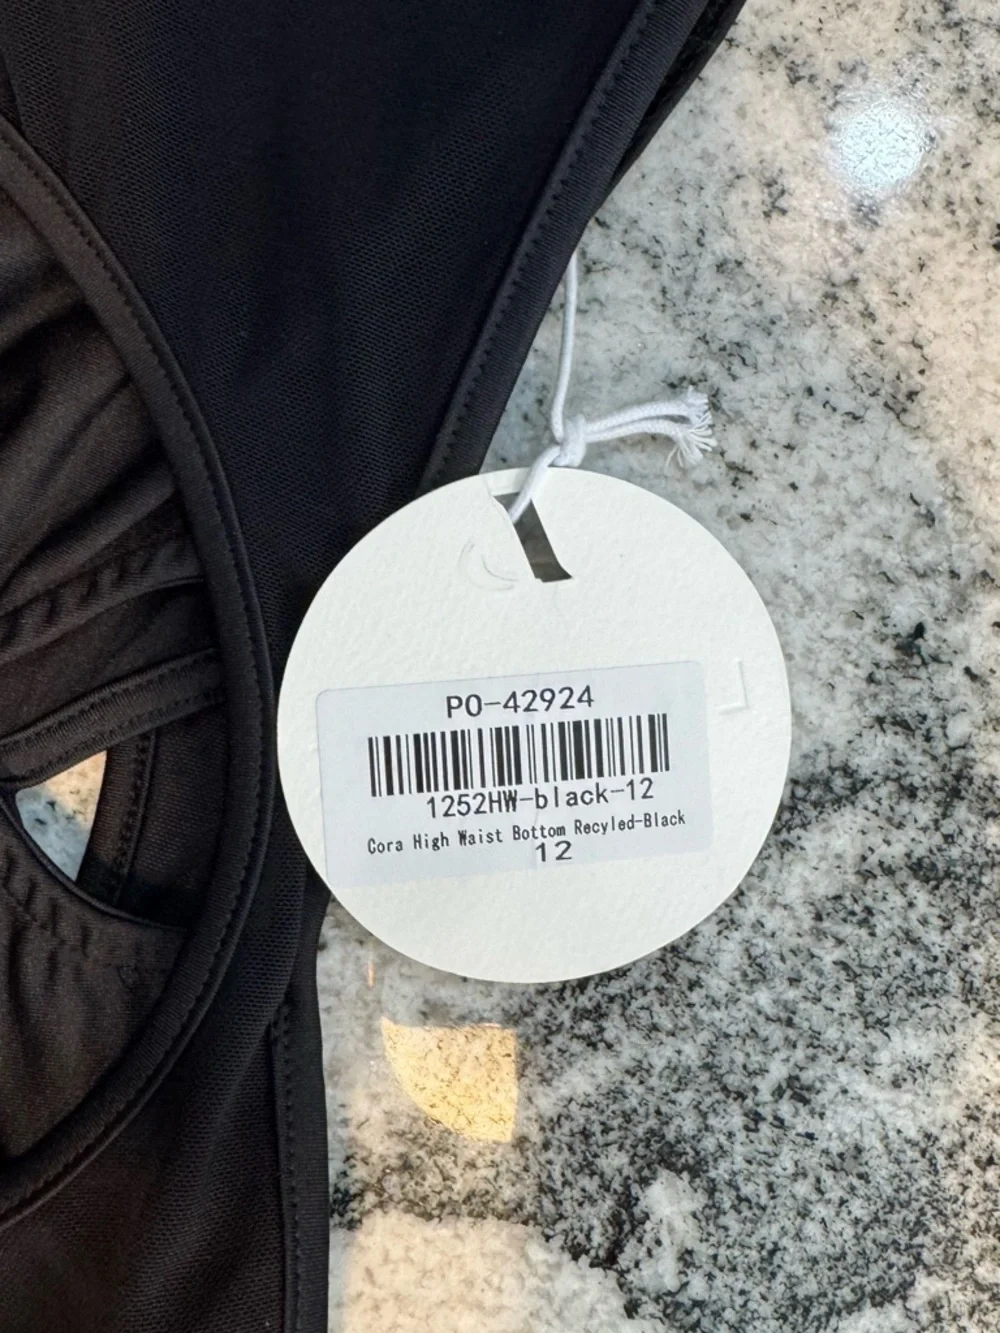 PO-42924
1252HW-black-12
Cora High Waist Bottom Recyled-Black
12